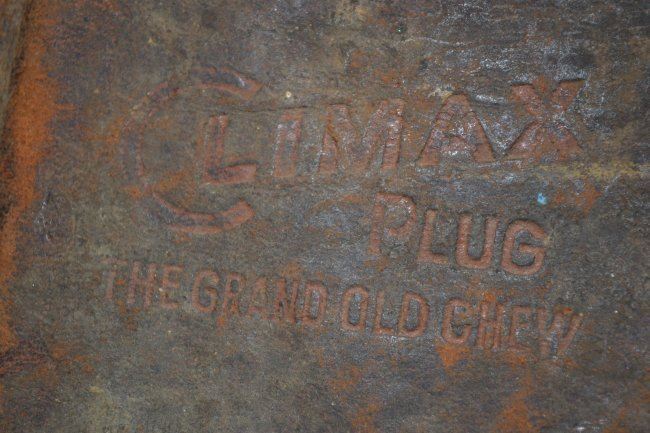 CLIMAX
PLUG
THE GRAND OLD CHEW